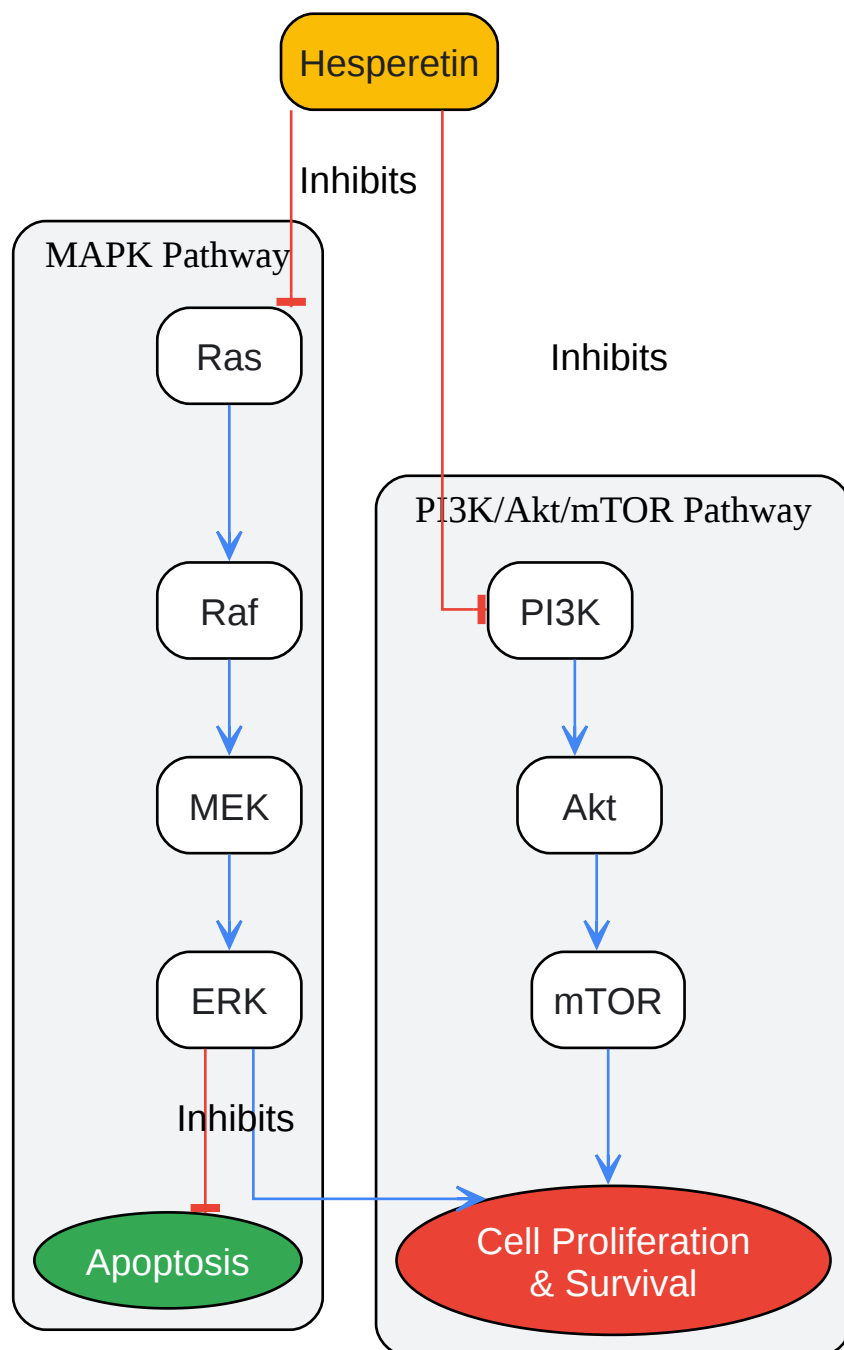 Hesperetin
Inhibits
MAPK Pathway
Ras
Inhibits
PI3K/Akt/mTOR Pathway
Raf
PI3K
MEK
Akt
ERK
mTOR
Inhibits
Apoptosis
Cell Proliferation
& Survival